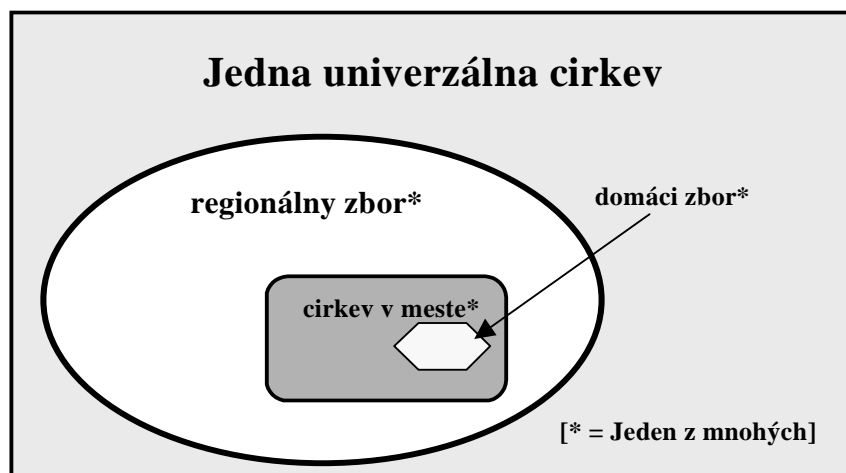 Jedna univerzálna cirkev
regionálny zbor*
domáci zbor*
cirkev v meste*
[* = Jeden z mnohých]